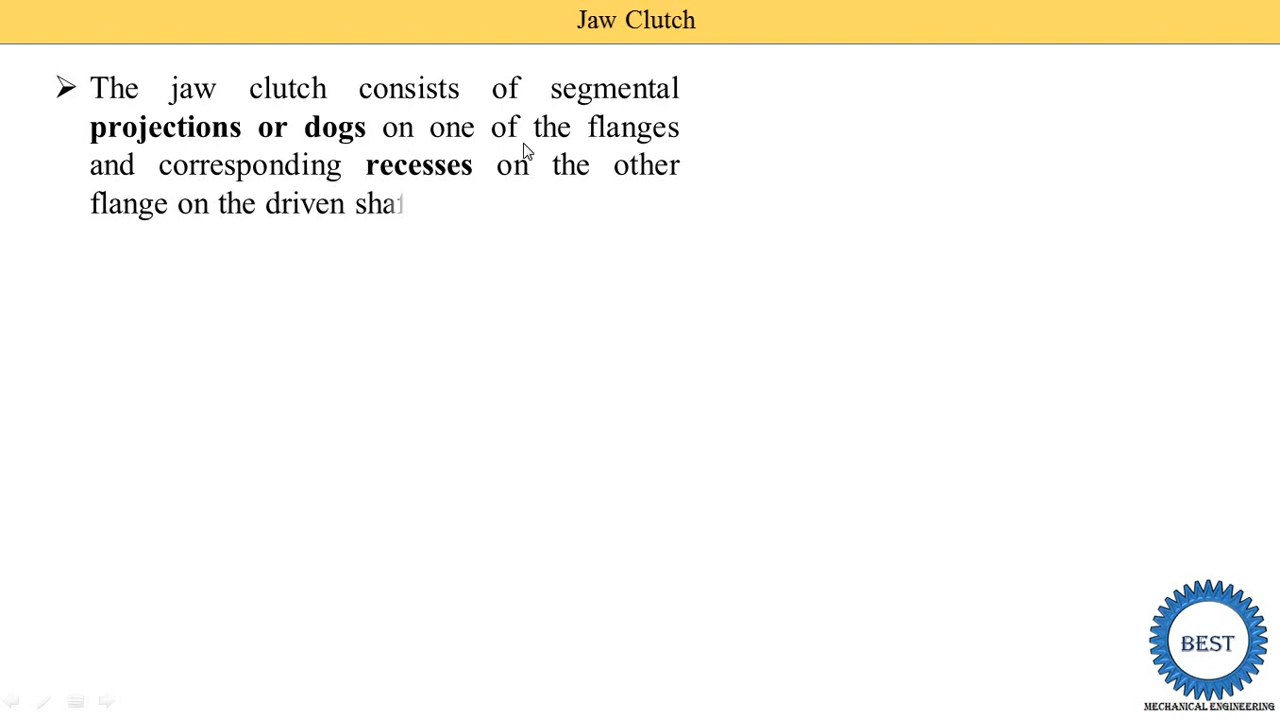 Jaw Clutch
➢ The jaw clutch consists of segmental
projections or dogs on one of the flanges
and corresponding recesses on the other
flange on the driven shaf
BEST
MECHANICAL ENGINEERING